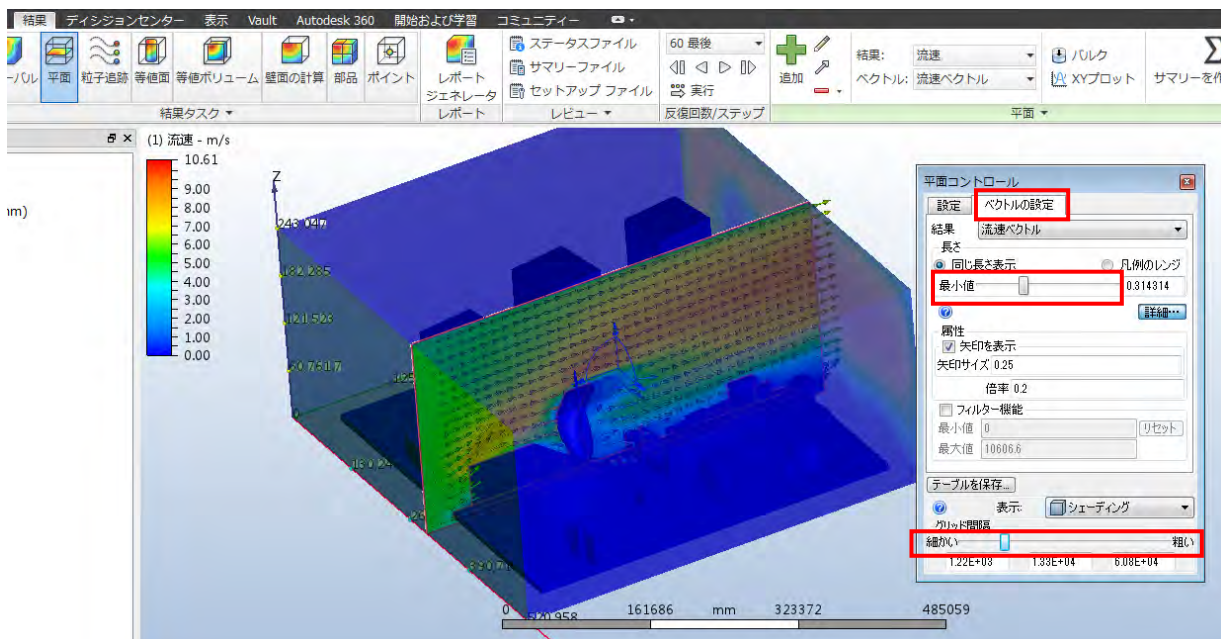 結果 ディシジョンセンター 表示 Vault Autodesk 360 開始および学習 コミュニティー
ーバル 平面 粒子追跡 等値面 等値ボリューム 壁面の計算 部品 ポイント
結果タスク
レポート
ジェネレータ
レポート
ステータスファイル
サマリーファイル
セットアップ ファイル
レビュー
60 最後
実行
反復回数/ステップ
追加
結果: 流速
ベクトル: 流速ベクトル
バルク
XYプロット
サマリーを作
平面
nm)
(1) 流速 - m/s
10.61
9.00
8.00
7.00
6.00
5.00
4.00
3.00
2.00
1.00
0.00
Z
243.047
182.285
121.523
60.7617
0
0 161686 mm 323372 485059
平面コントロール
設定 ベクトルの設定
結果 流速ベクトル
長さ
同じ長さ表示 凡例のレンジ
最小値 0.314314
詳細…
属性
矢印を表示
矢印サイズ 0.25
倍率 0.2
フィルター機能
最小値 0 リセット
最大値 10606.6
テーブルを保存...
表示: シェーディング
グリッド間隔
細かい 粗い
1.22E+03 1.33E+04 6.08E+04